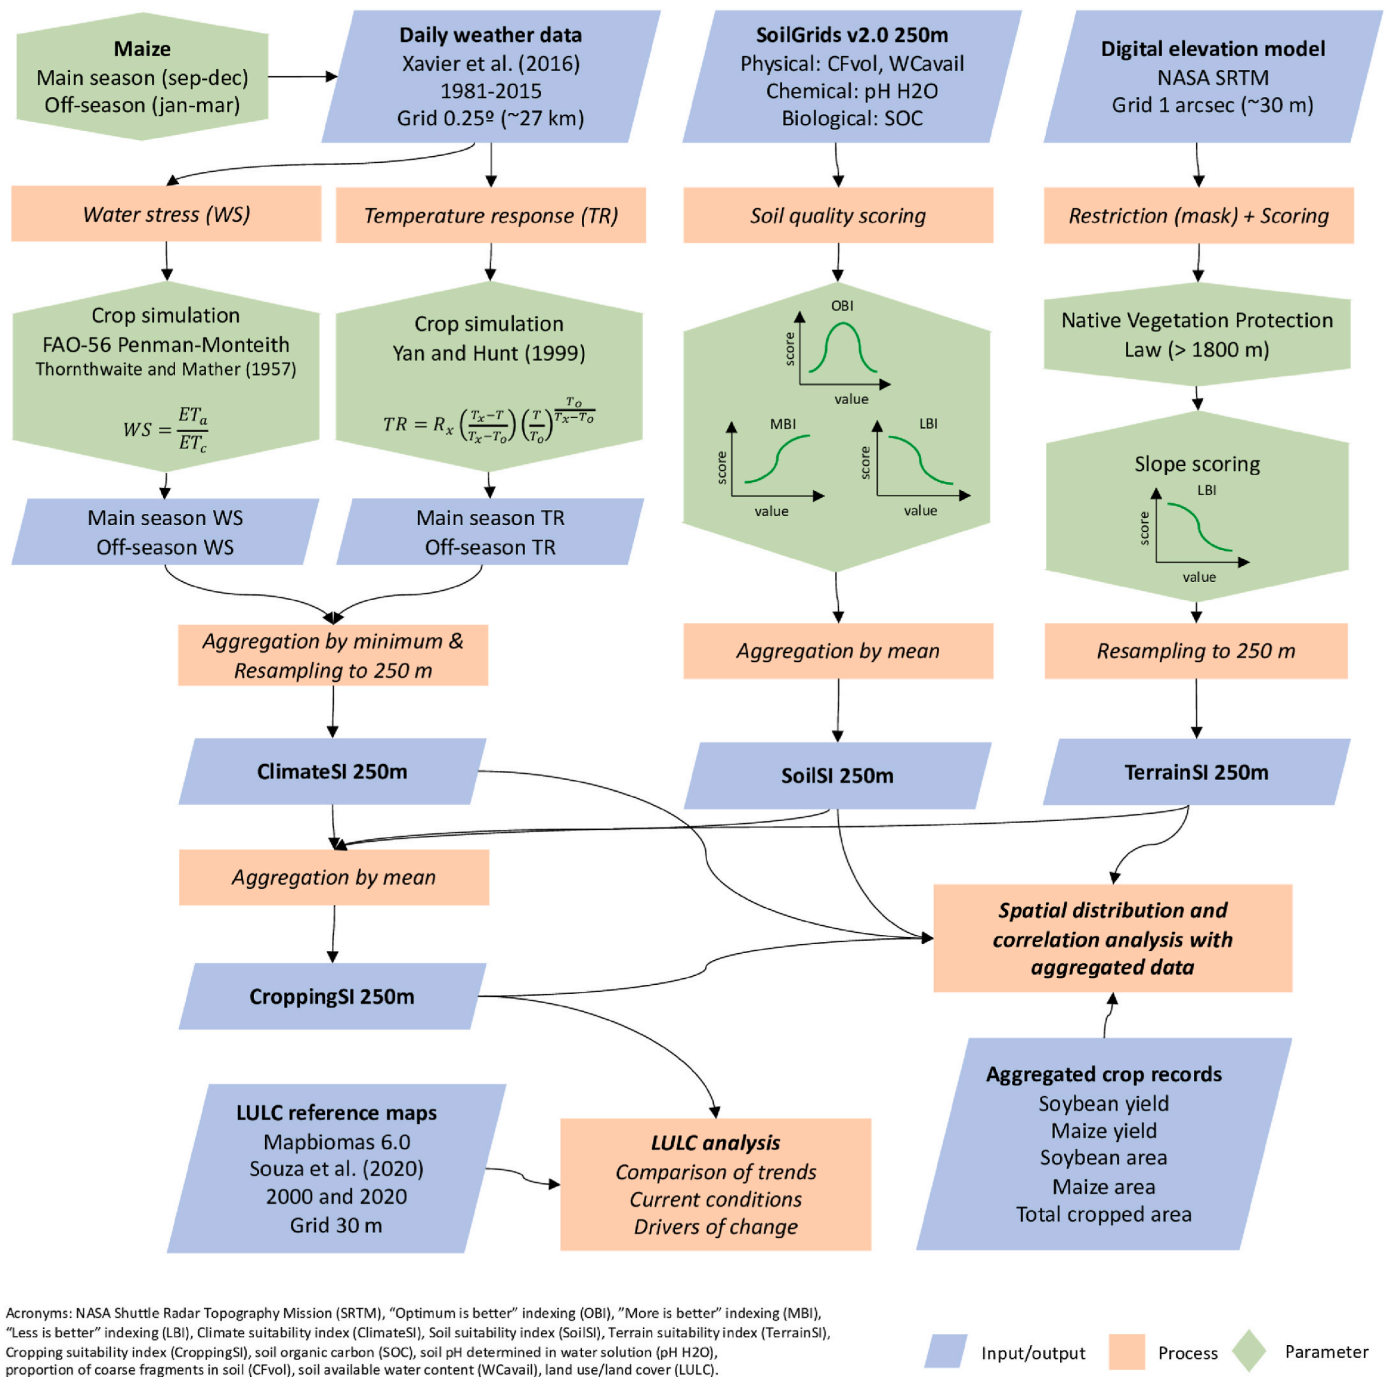 Maize
Main season (sep-dec)
Off-season (jan-mar)
Daily weather data
Xavier et al. (2016)
1981-2015
Grid 0.25º (~27 km)
SoilGrids v2.0 250m
Physical: CFvol, WCavail
Chemical: pH H2O
Biological: SOC
Digital elevation model
NASA SRTM
Grid 1 arcsec (~30 m)
Water stress (WS)
Temperature response (TR)
Soil quality scoring
Restriction (mask) + Scoring
Crop simulation
FAO-56 Penman-Monteith
Thornthwaite and Mather (1957)
WS = ET_a / ET_c
Crop simulation
Yan and Hunt (1999)
TR = R_x ((T_x−T)/(T_x−T_o)) (T/T_o)^(T_o/(T_x−T_o))
OBI
score
value
MBI
score
value
LBI
score
value
Native Vegetation Protection
Law (> 1800 m)
Slope scoring
LBI
score
value
Main season WS
Off-season WS
Main season TR
Off-season TR
Aggregation by minimum &
Resampling to 250 m
Aggregation by mean
Resampling to 250 m
ClimateSI 250m
SoilSI 250m
TerrainSI 250m
Aggregation by mean
Spatial distribution and
correlation analysis with
aggregated data
CroppingSI 250m
LULC reference maps
Mapbiomas 6.0
Souza et al. (2020)
2000 and 2020
Grid 30 m
LULC analysis
Comparison of trends
Current conditions
Drivers of change
Aggregated crop records
Soybean yield
Maize yield
Soybean area
Maize area
Total cropped area
Acronyms: NASA Shuttle Radar Topography Mission (SRTM), “Optimum is better” indexing (OBI), ”More is better” indexing (MBI),
“Less is better” indexing (LBI), Climate suitability index (ClimateSI), Soil suitability index (SoilSI), Terrain suitability index (TerrainSI),
Cropping suitability index (CroppingSI), soil organic carbon (SOC), soil pH determined in water solution (pH H2O),
proportion of coarse fragments in soil (CFvol), soil available water content (WCavail), land use/land cover (LULC).
Input/output
Process
Parameter